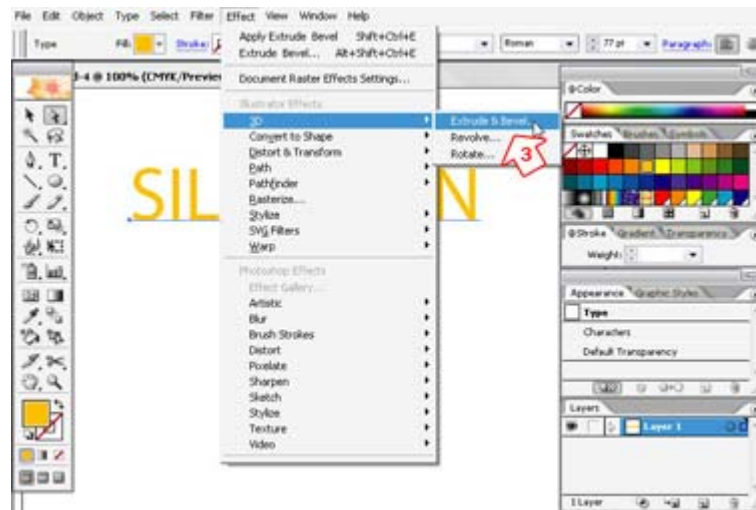 File Edit Object Type Select Filter Effect View Window Help
Type Fill: Stroke: Roman 77 pt Paragraph:
Apply Extrude Bevel Shift+Ctrl+E
Extrude Bevel... Alt+Shift+Ctrl+E
3-4 @ 100% (CMYK/Preview
Document Raster Effects Settings...
Illustrator Effects
3D
Convert to Shape
Distort & Transform
Path
Pathfinder
Rasterize...
Stylize
SVG Filters
Warp
Photoshop Effects
Effect Gallery...
Artistic
Blur
Brush Strokes
Distort
Pixelate
Sharpen
Sketch
Stylize
Texture
Video
Extrude & Bevel...
Revolve...
Rotate...
3
SIL
N
Color
Swatches Brushes Symbols
Stroke Gradient Transparency
Weight:
Appearance Graphic Styles
Type
Characters
Default Transparency
Layers
Layer 1
1 Layer